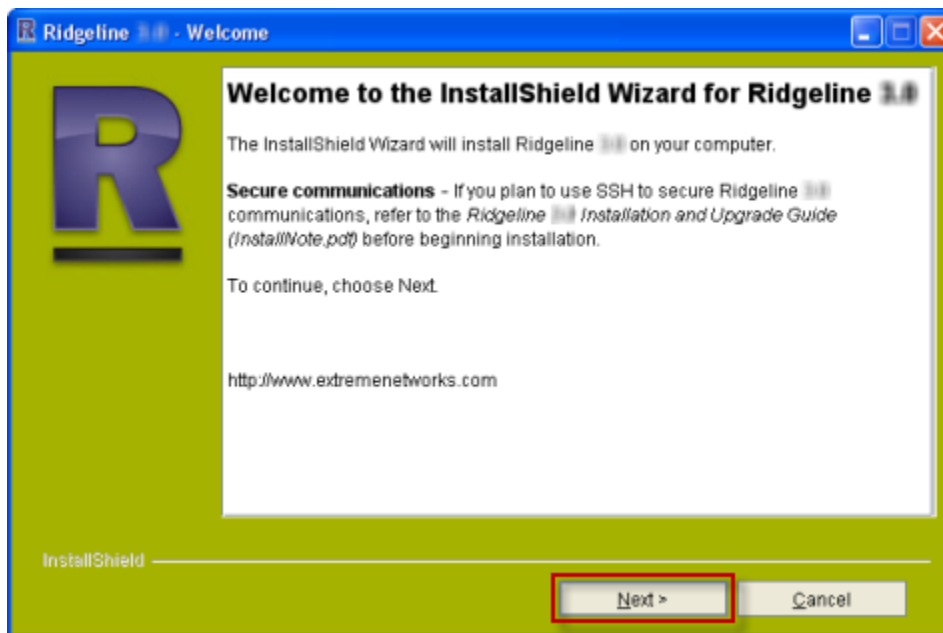 Ridgeline - Welcome
R
Welcome to the InstallShield Wizard for Ridgeline
The InstallShield Wizard will install Ridgeline on your computer.
Secure communications - If you plan to use SSH to secure Ridgeline
communications, refer to the Ridgeline Installation and Upgrade Guide
(InstallNote.pdf) before beginning installation.
To continue, choose Next.
http://www.extremenetworks.com
InstallShield
Next >
Cancel